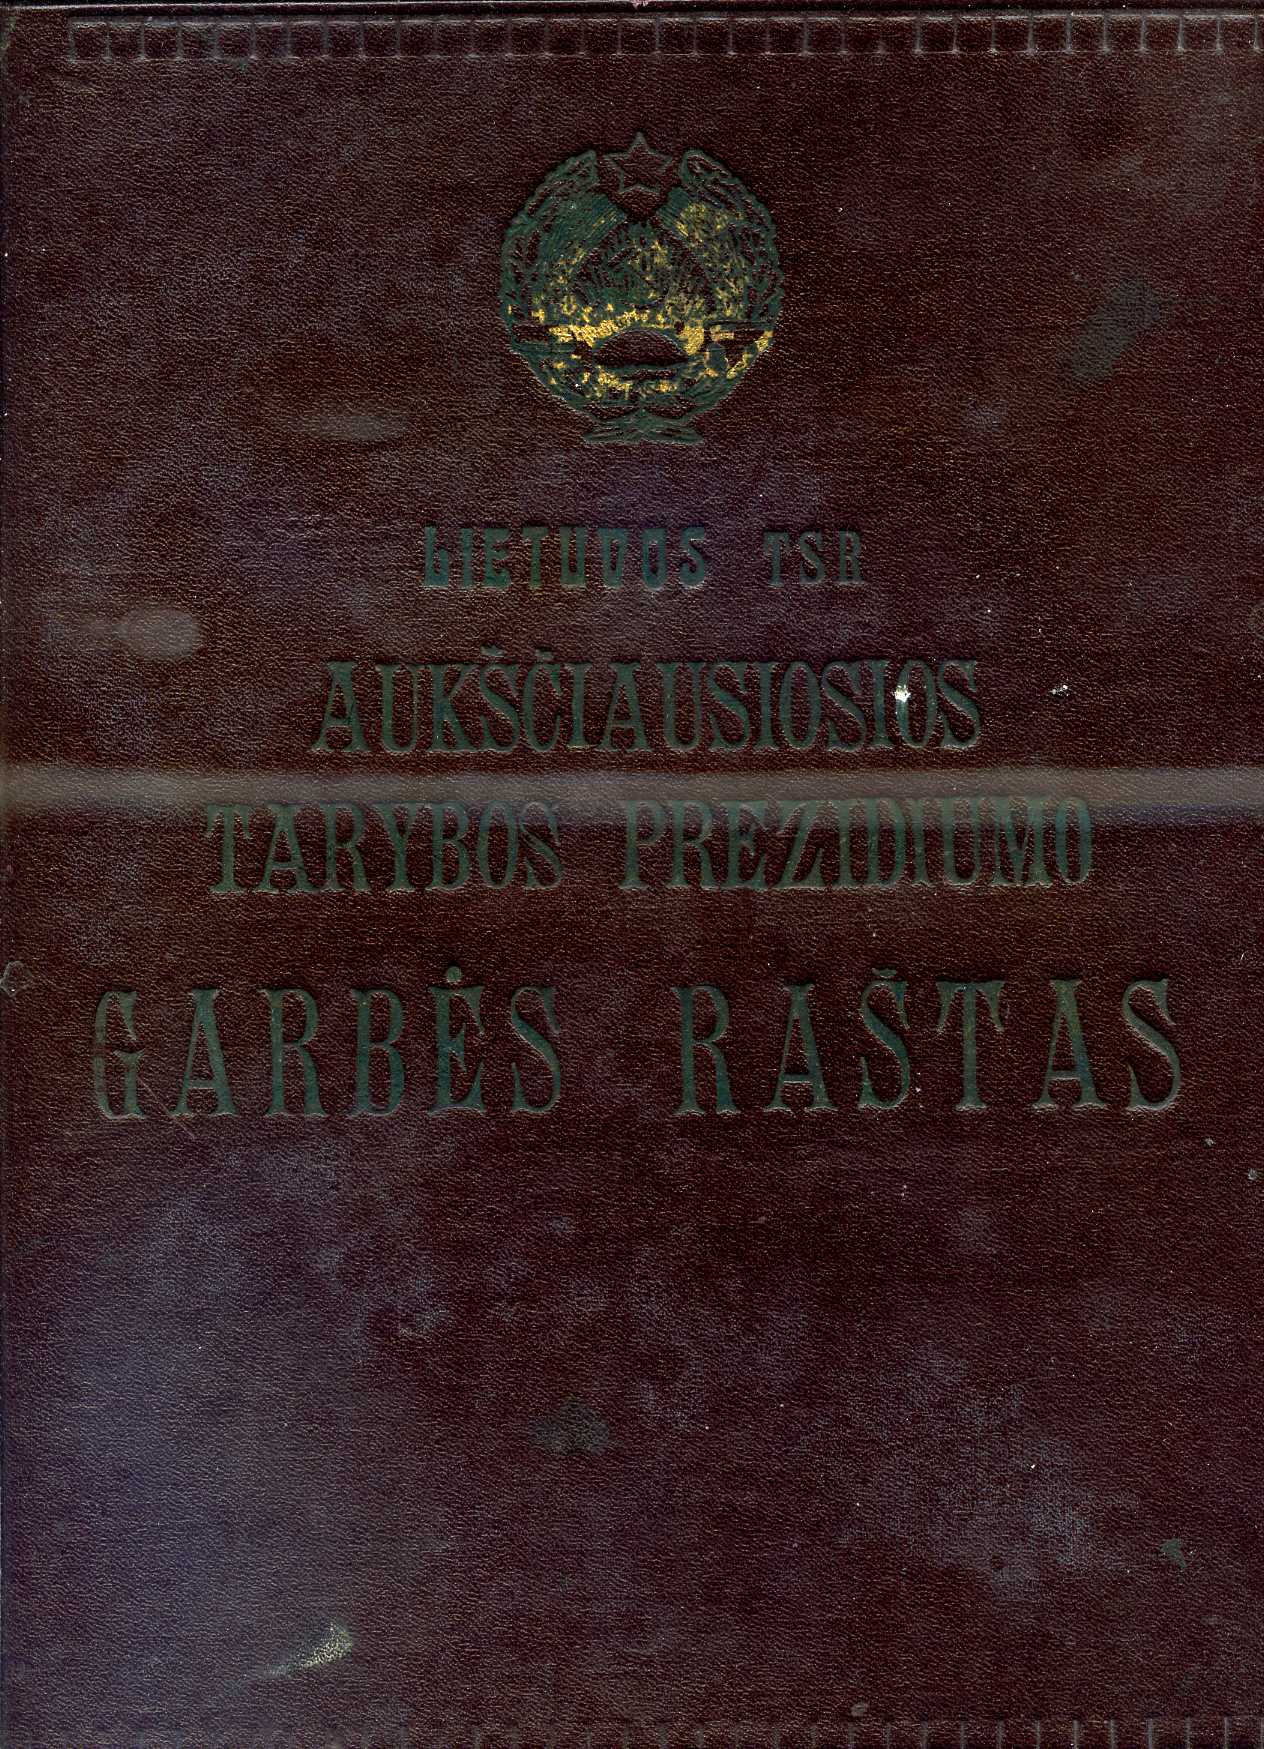 LIETUVOS TSR
AUKŠČIAUSIOSIOS
TARYBOS PREZIDIUMO
GARBĖS RAŠTAS